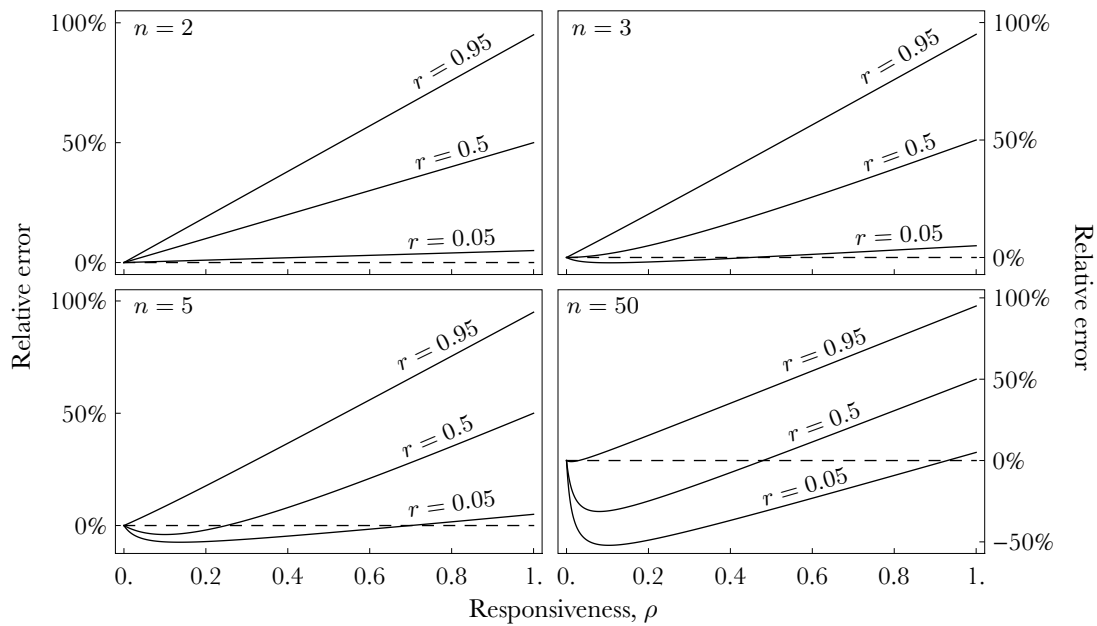 n = 2
n = 3
100%
50%
0%
r = 0.95
r = 0.5
r = 0.05
r = 0.95
r = 0.5
r = 0.05
100%
50%
0%
Relative error
Relative error
n = 5
n = 50
100%
50%
0%
r = 0.95
r = 0.5
r = 0.05
r = 0.95
r = 0.5
r = 0.05
100%
50%
0%
−50%
0. 0.2 0.4 0.6 0.8 1.
0. 0.2 0.4 0.6 0.8 1.
Responsiveness, ρ